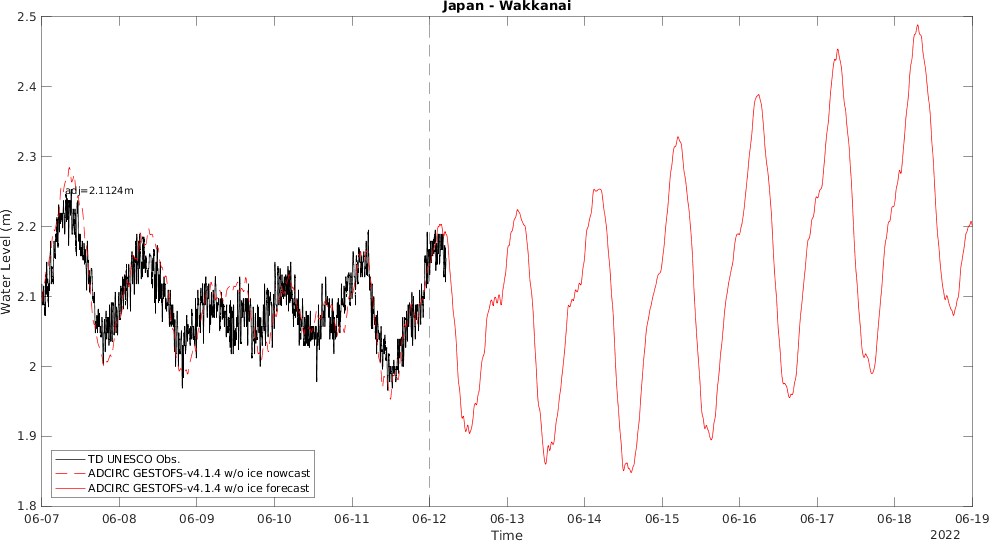 Japan - Wakkanai
2.5
2.4
2.3
2.2
2.1
2
1.9
1.8
Water Level (m)
adj=2.1124m
TD UNESCO Obs.
ADCIRC GESTOFS-v4.1.4 w/o ice nowcast
ADCIRC GESTOFS-v4.1.4 w/o ice forecast
06-07 06-08 06-09 06-10 06-11 06-12 06-13 06-14 06-15 06-16 06-17 06-18 06-19
Time
2022